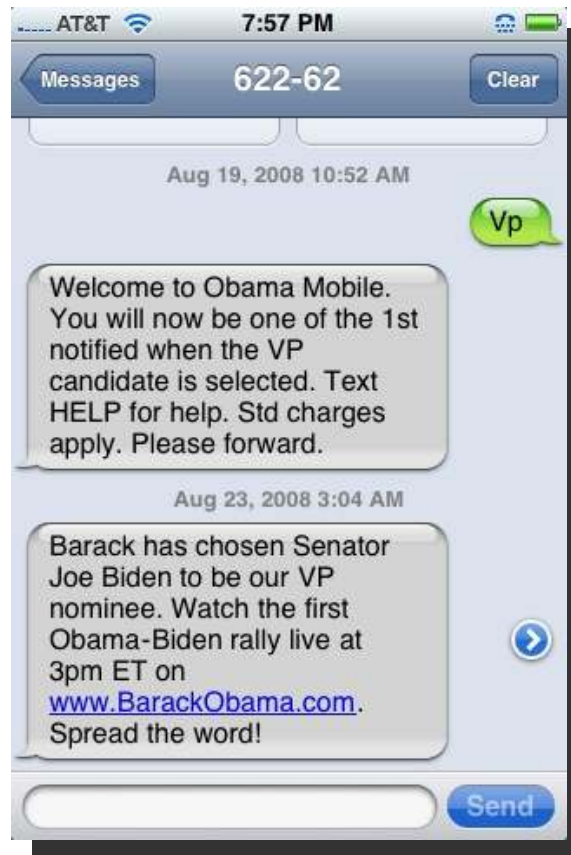 ..... AT&T 7:57 PM
Messages 622-62 Clear
Aug 19, 2008 10:52 AM
Vp
Welcome to Obama Mobile.
You will now be one of the 1st
notified when the VP
candidate is selected. Text
HELP for help. Std charges
apply. Please forward.
Aug 23, 2008 3:04 AM
Barack has chosen Senator
Joe Biden to be our VP
nominee. Watch the first
Obama-Biden rally live at
3pm ET on
www.BarackObama.com.
Spread the word!
Send